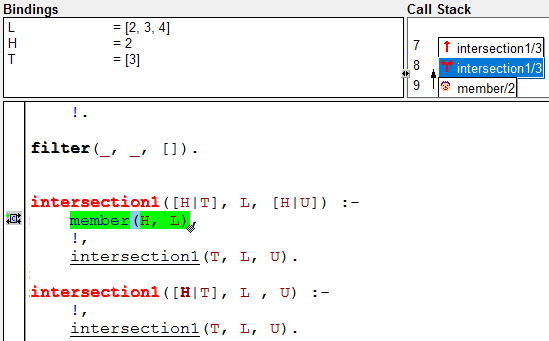 Bindings
L = [2, 3, 4]
H = 2
T = [3]
Call Stack
7 intersection1/3
8 intersection1/3
9 member/2
!.
filter(_, _, []).
intersection1([H|T], L, [H|U]) :-
member(H, L),
!,
intersection1(T, L, U).
intersection1([H|T], L , U) :-
!,
intersection1(T, L, U).